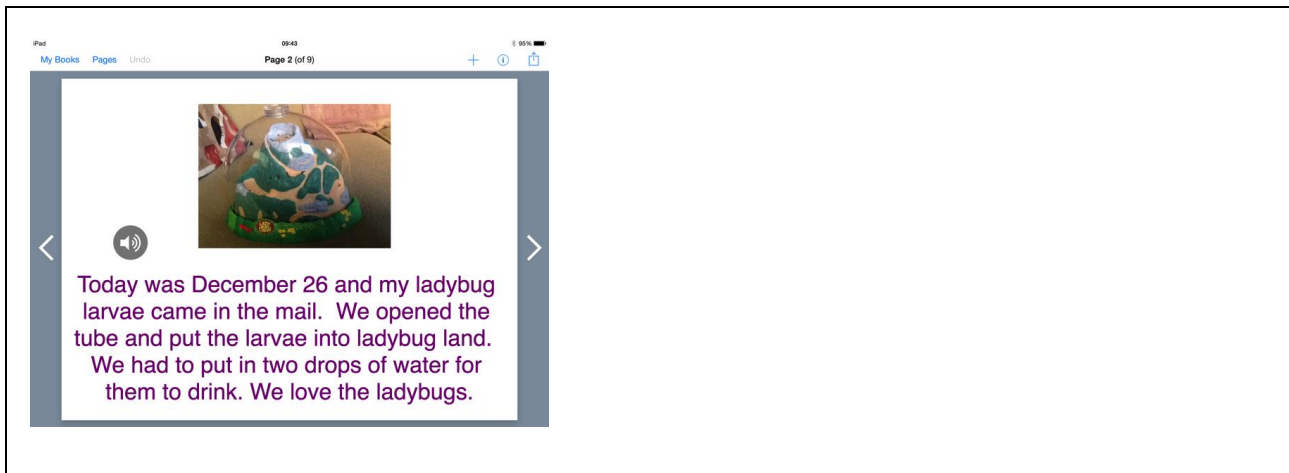 iPad 09:43 95%
My Books Pages Undo Page 2 (of 9)
Today was December 26 and my ladybug
larvae came in the mail.  We opened the
tube and put the larvae into ladybug land.
We had to put in two drops of water for
them to drink. We love the ladybugs.